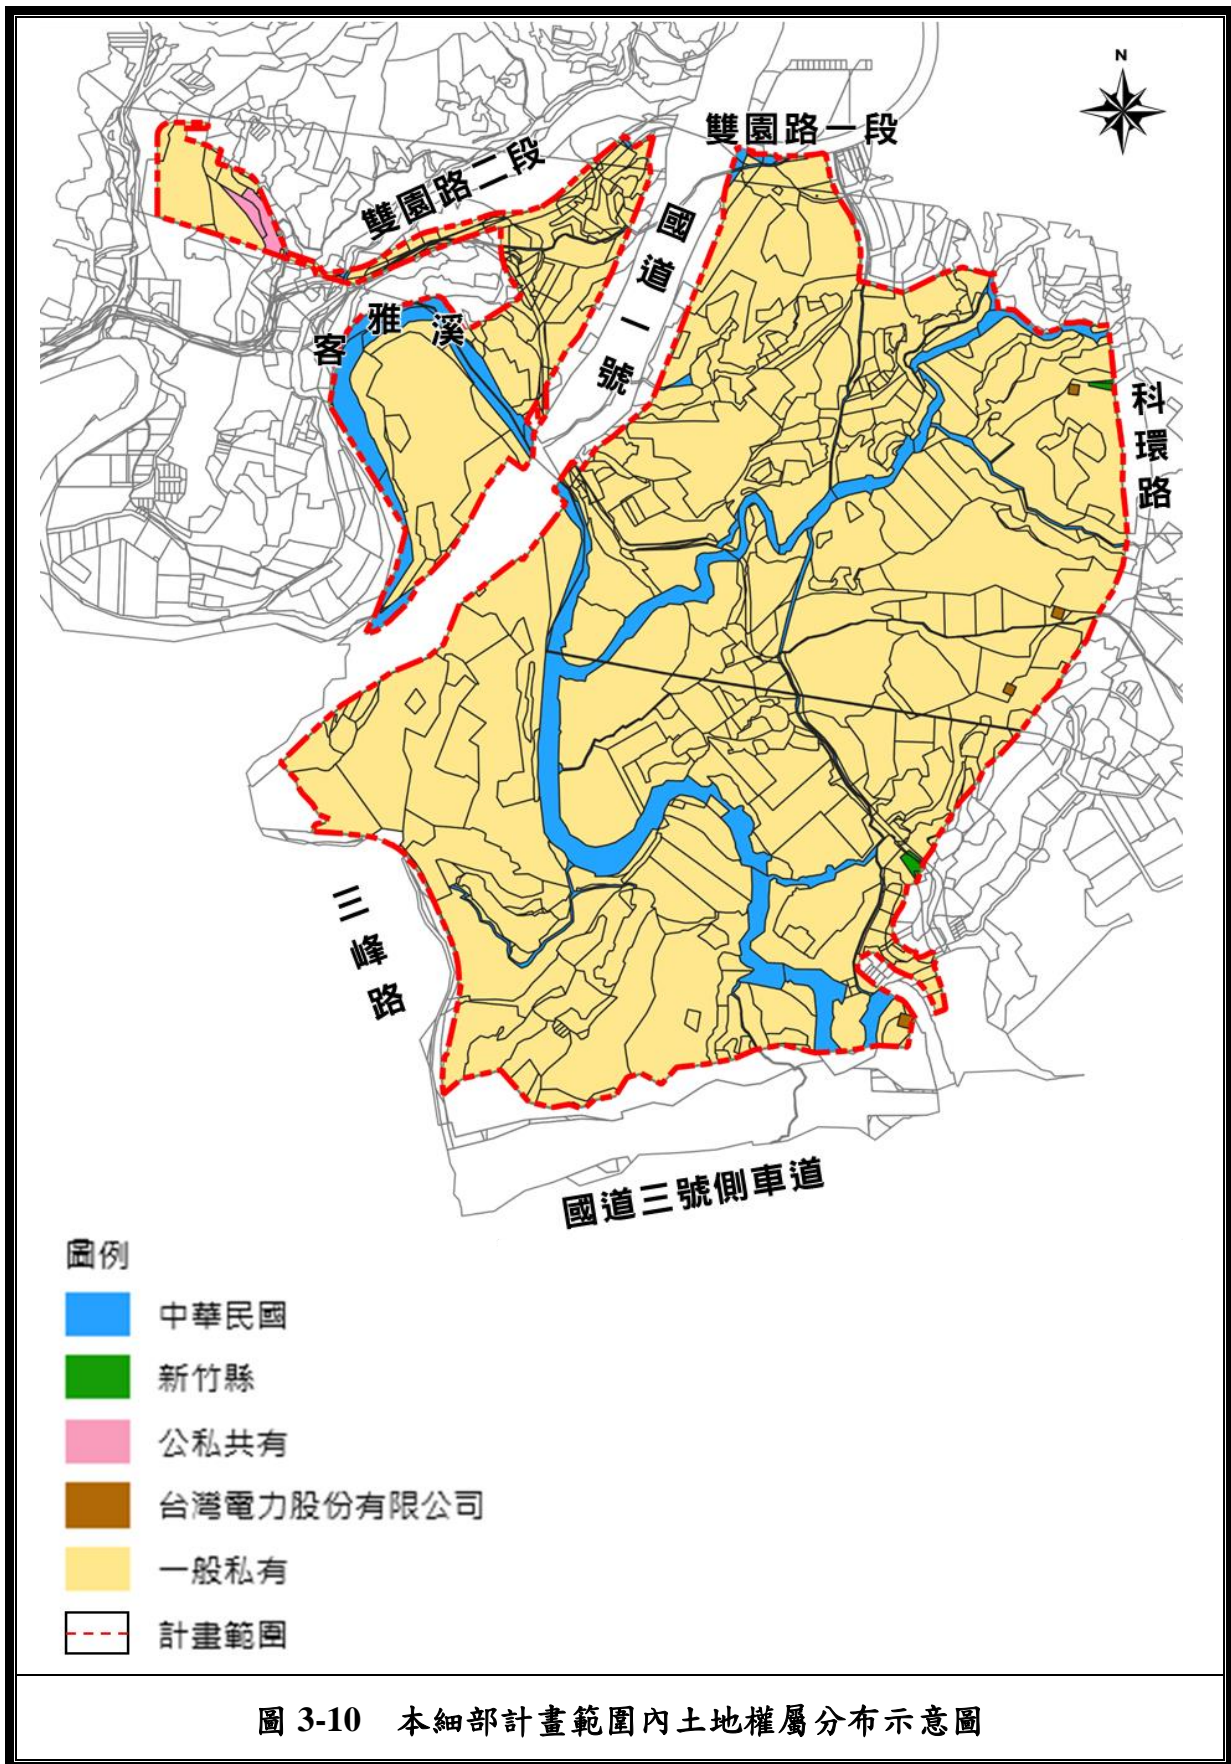 N
雙園路一段
雙園路二段
國道一號
客雅溪
科環路
三峰路
國道三號側車道
圖例
中華民國
新竹縣
公私共有
台灣電力股份有限公司
一般私有
計畫範圍
圖 3-10 本細部計畫範圍內土地權屬分布示意圖